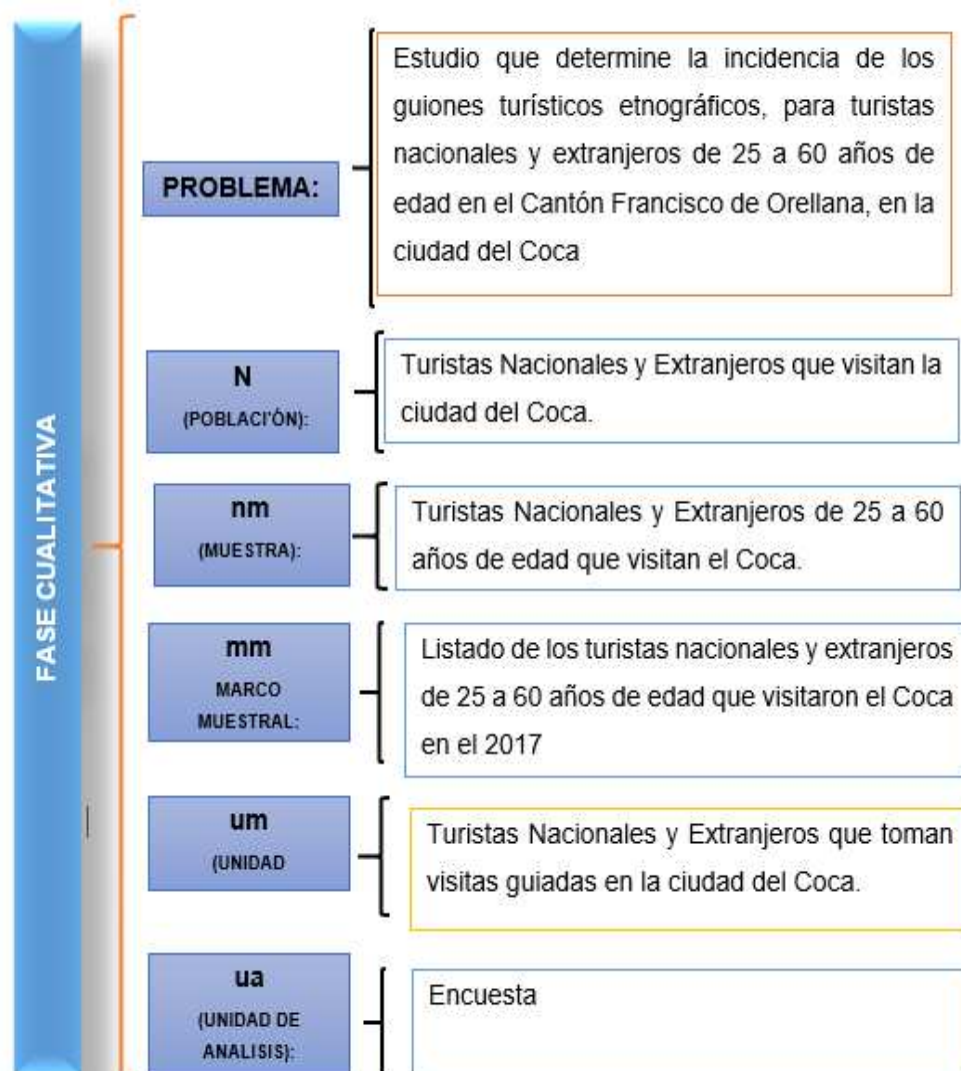 FASE CUALITATIVA
PROBLEMA:
Estudio que determine la incidencia de los
guiones turísticos etnográficos, para turistas
nacionales y extranjeros de 25 a 60 años de
edad en el Cantón Francisco de Orellana, en la
ciudad del Coca
N
(POBLACI'ÓN):
Turistas Nacionales y Extranjeros que visitan la
ciudad del Coca.
nm
(MUESTRA):
Turistas Nacionales y Extranjeros de 25 a 60
años de edad que visitan el Coca.
mm
MARCO
MUESTRAL:
Listado de los turistas nacionales y extranjeros
de 25 a 60 años de edad que visitaron el Coca
en el 2017
um
(UNIDAD
Turistas Nacionales y Extranjeros que toman
visitas guiadas en la ciudad del Coca.
ua
(UNIDAD DE
ANALISIS):
Encuesta